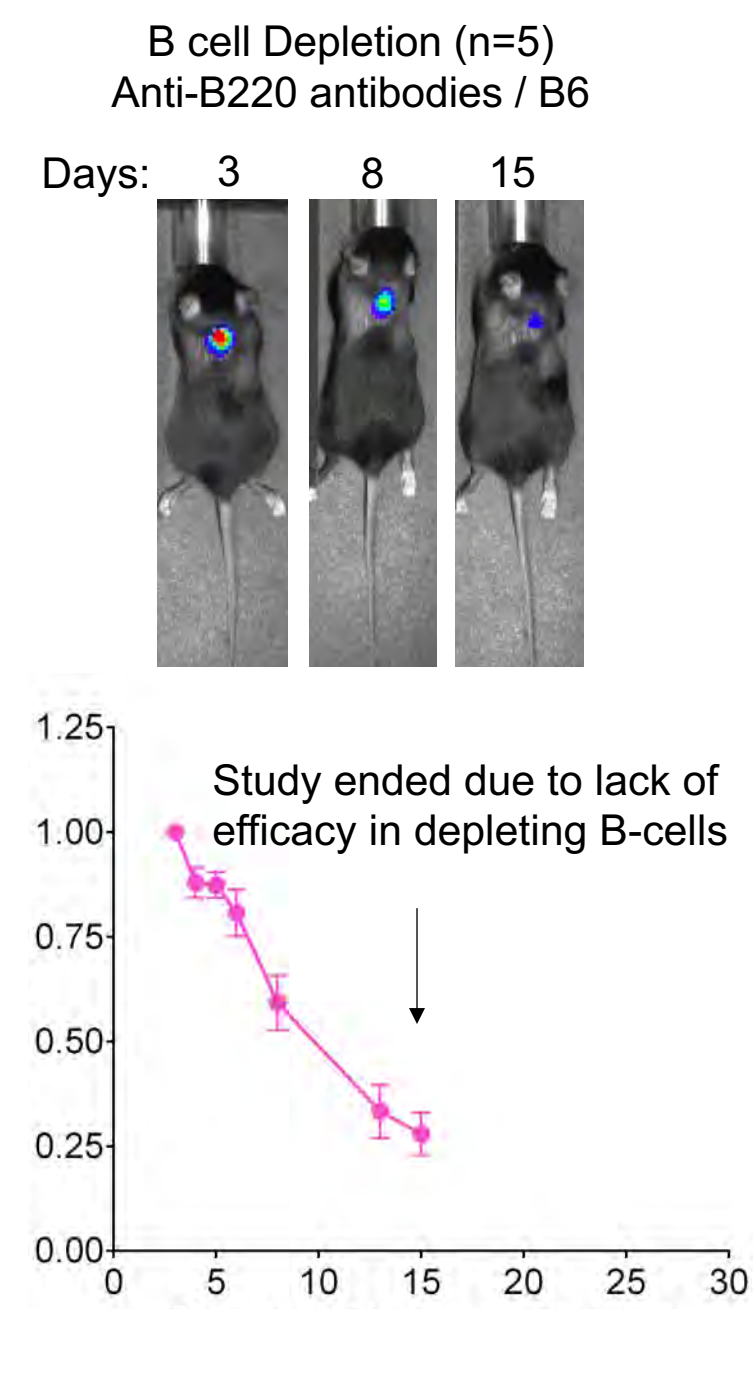 B cell Depletion (n=5)
Anti-B220 antibodies / B6
Days: 3 8 15
1.25
Study ended due to lack of
efficacy in depleting B-cells
1.00
0.75
0.50
0.25
0.00
0 5 10 15 20 25 30